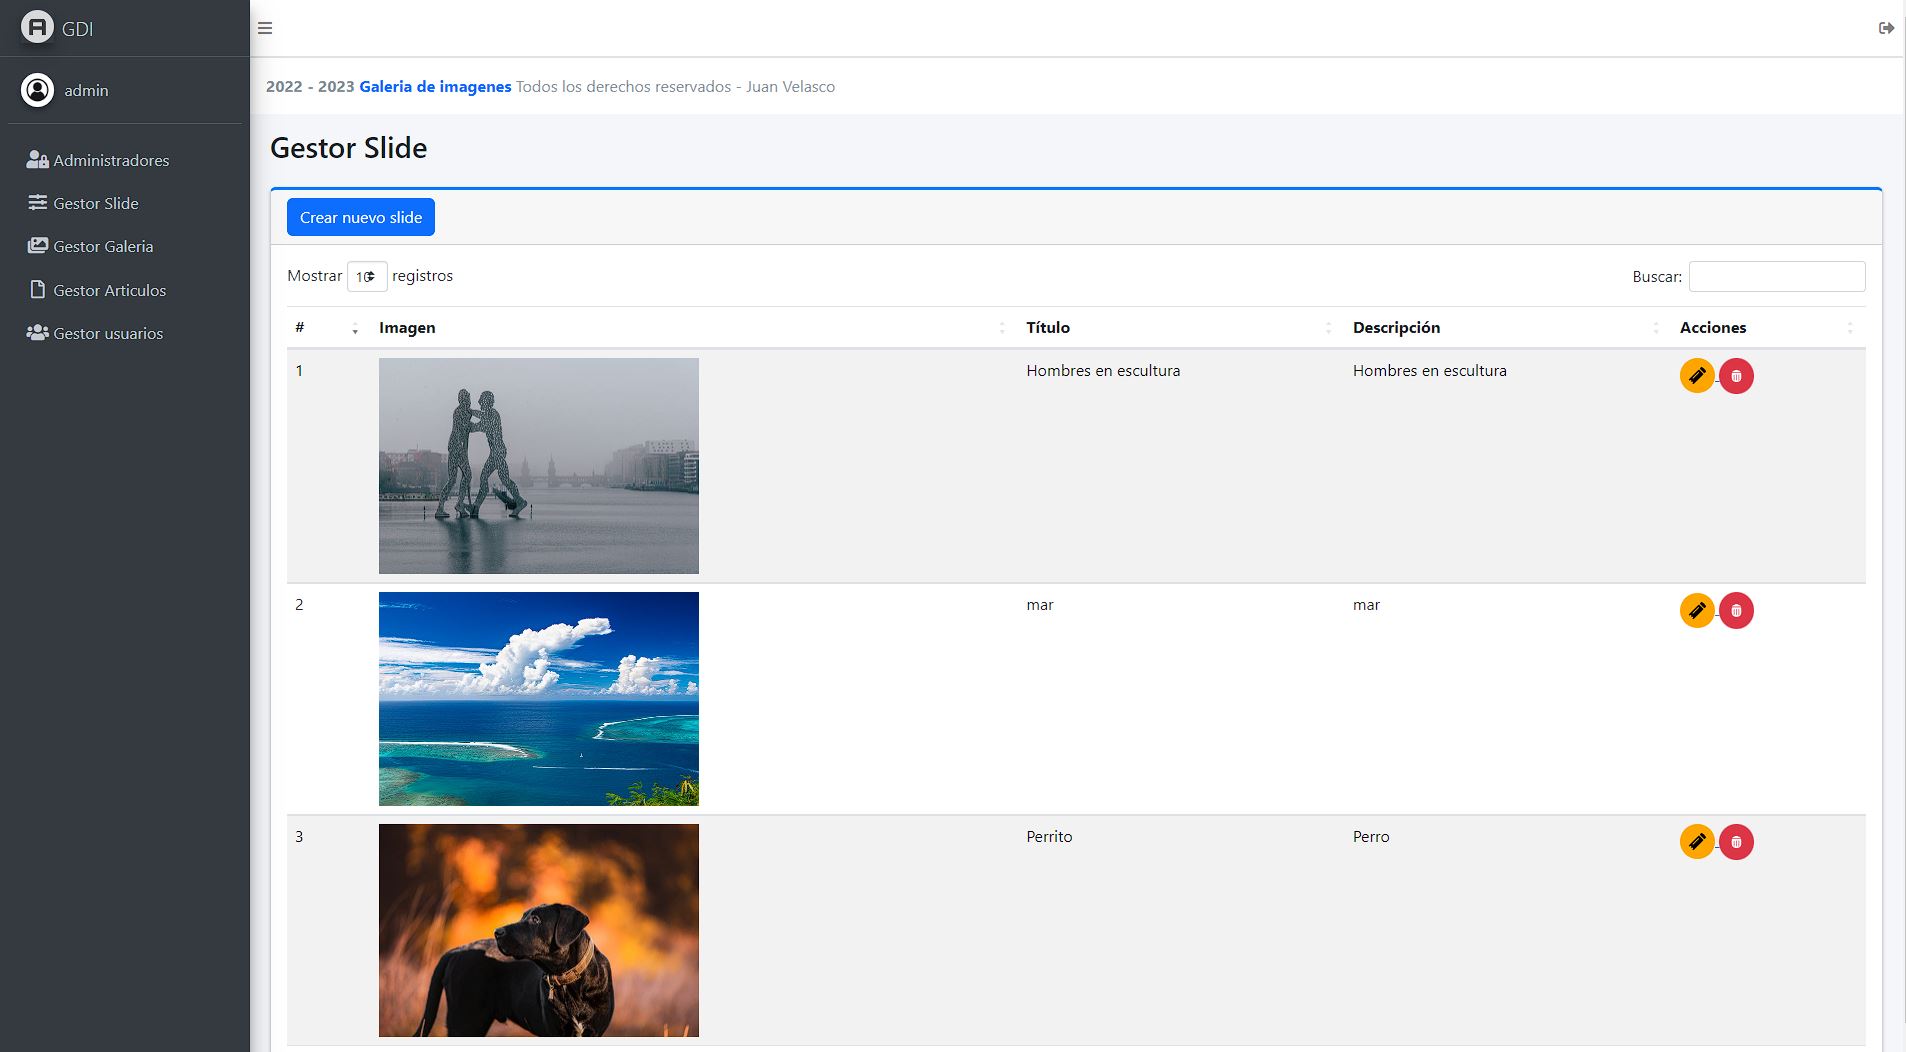 GDI
admin
Administradores
Gestor Slide
Gestor Galeria
Gestor Articulos
Gestor usuarios
2022 - 2023 Galeria de imagenes Todos los derechos reservados - Juan Velasco
Gestor Slide
Crear nuevo slide
Mostrar 10 registros
Buscar:
# Imagen Título Descripción Acciones
1 Hombres en escultura Hombres en escultura
2 mar mar
3 Perrito Perro